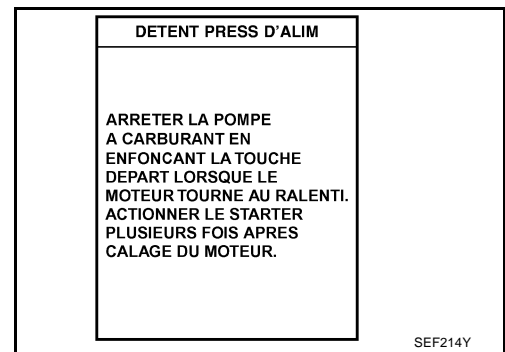 DETENT PRESS D'ALIM
ARRETER LA POMPE
A CARBURANT EN
ENFONCANT LA TOUCHE
DEPART LORSQUE LE
MOTEUR TOURNE AU RALENTI.
ACTIONNER LE STARTER
PLUSIEURS FOIS APRES
CALAGE DU MOTEUR.
SEF214Y